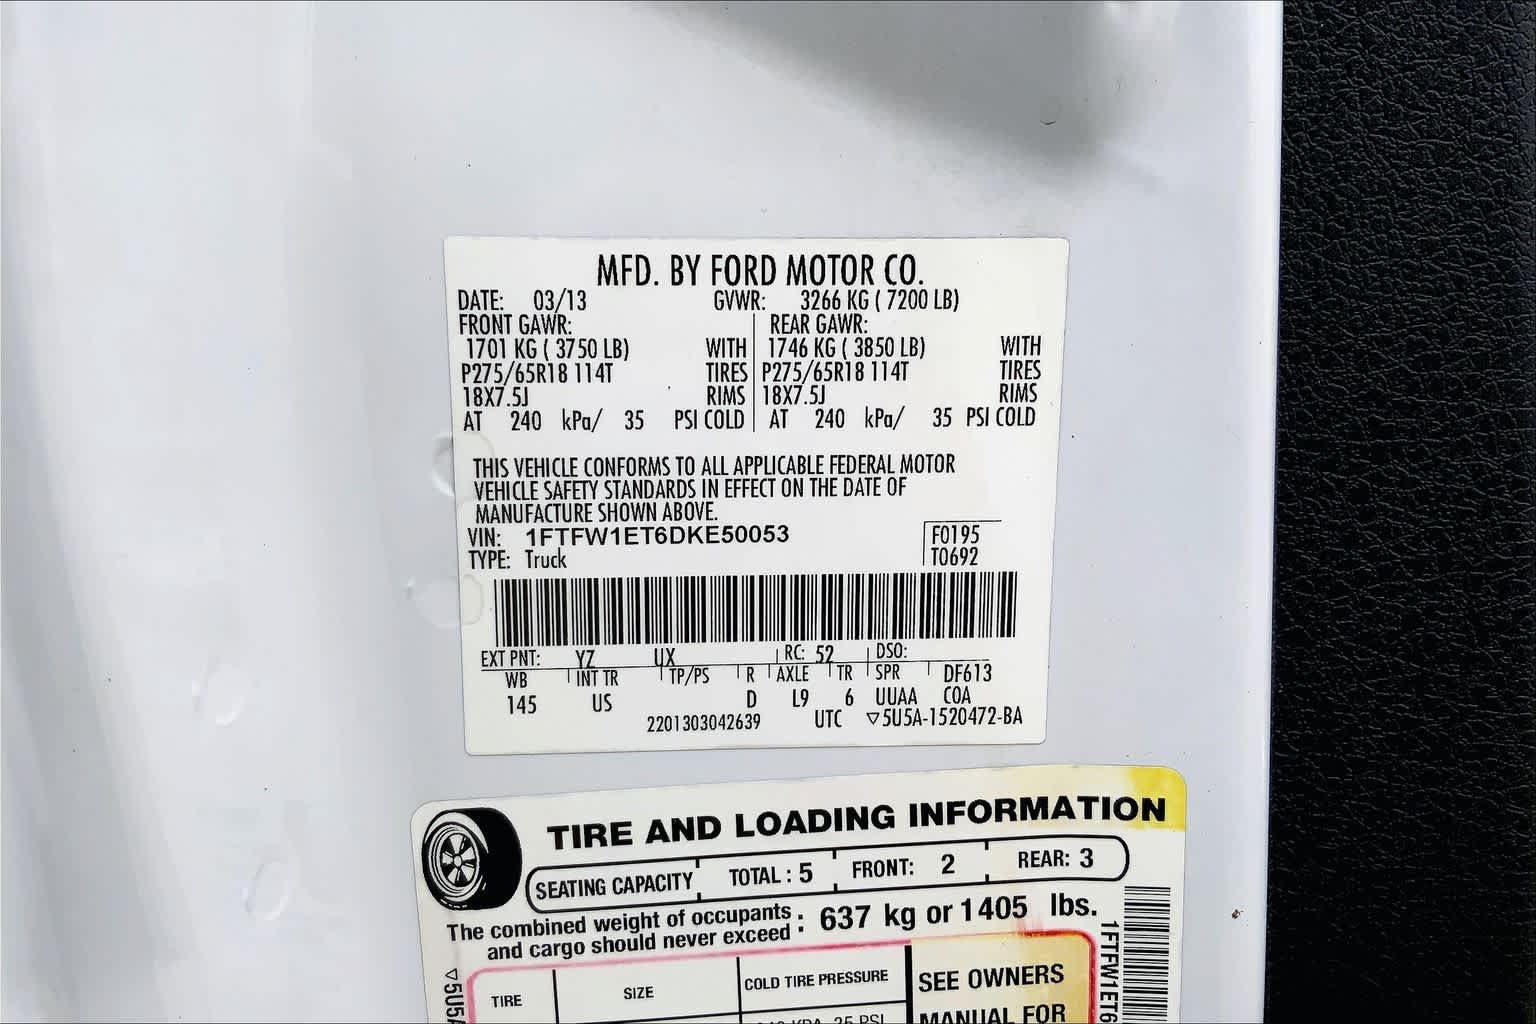 MFD. BY FORD MOTOR CO.
DATE: 03/13 GVWR: 3266 KG ( 7200 LB)
FRONT GAWR: REAR GAWR:
1701 KG ( 3750 LB) WITH 1746 KG ( 3850 LB) WITH
P275/65R18 114T TIRES P275/65R18 114T TIRES
18X7.5J RIMS 18X7.5J RIMS
AT 240 kPa/ 35 PSI COLD AT 240 kPa/ 35 PSI COLD
THIS VEHICLE CONFORMS TO ALL APPLICABLE FEDERAL MOTOR
VEHICLE SAFETY STANDARDS IN EFFECT ON THE DATE OF
MANUFACTURE SHOWN ABOVE.
VIN: 1FTFW1ET6DKE50053 F0195
TYPE: Truck T0692
EXT PNT: YZ UX RC: 52 DSO:
WB INT TR TP/PS R AXLE TR SPR DF613
145 US D L9 6 UUAA COA
2201303042639 UTC ▽5U5A-1520472-BA
TIRE AND LOADING INFORMATION
SEATING CAPACITY TOTAL : 5 FRONT: 2 REAR: 3
The combined weight of occupants
and cargo should never exceed : 637 kg or 1405 lbs.
TIRE SIZE COLD TIRE PRESSURE SEE OWNERS
MANUAL FOR
35 PSI
▽5U5A
1FTFW1ET6